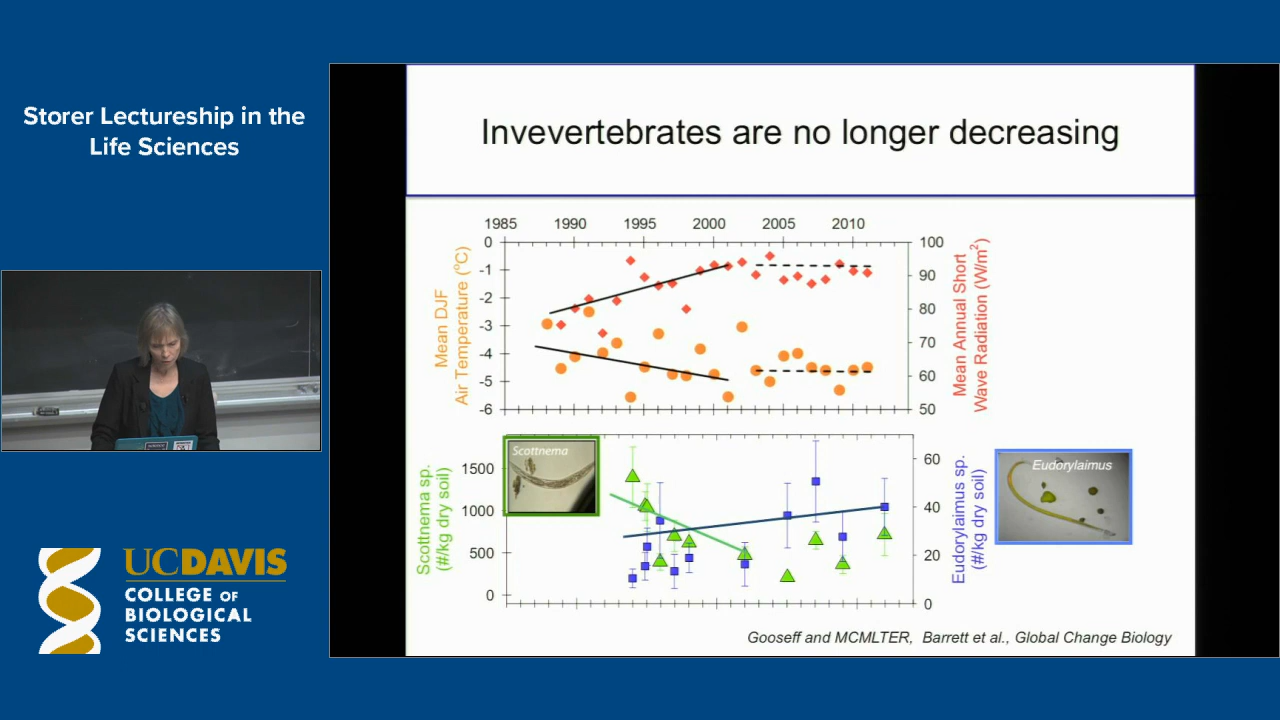 Storer Lectureship in the
Life Sciences
UCDAVIS
COLLEGE OF
BIOLOGICAL
SCIENCES
Invevertebrates are no longer decreasing
1985 1990 1995 2000 2005 2010
Mean DJF
Air Temperature (°C)
0
-1
-2
-3
-4
-5
-6
100
90
80
70
60
50
Mean Annual Short
Wave Radiation (W/m²)
Scottnema sp.
(#/kg dry soil)
1500
1000
500
0
Scottnema
60
40
20
0
Eudorylaimus sp.
(#/kg dry soil)
Eudorylaimus
Gooseff and MCMLTER, Barrett et al., Global Change Biology